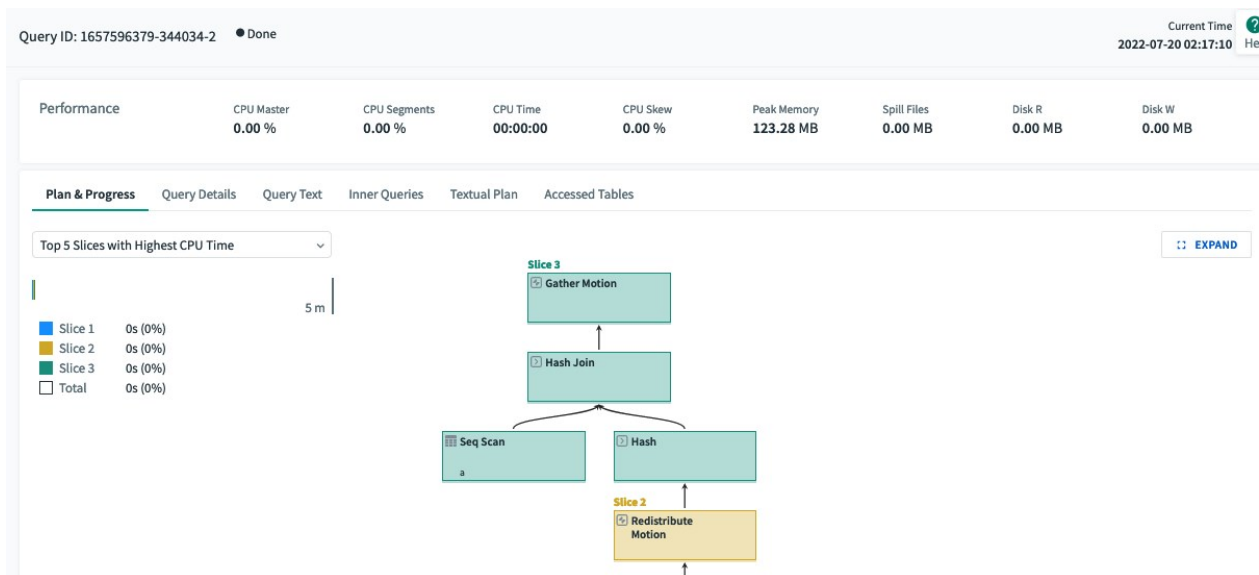 Query ID: 1657596379-344034-2 Done
Current Time
2022-07-20 02:17:10
He
Performance
CPU Master
0.00 %
CPU Segments
0.00 %
CPU Time
00:00:00
CPU Skew
0.00 %
Peak Memory
123.28 MB
Spill Files
0.00 MB
Disk R
0.00 MB
Disk W
0.00 MB
Plan & Progress Query Details Query Text Inner Queries Textual Plan Accessed Tables
Top 5 Slices with Highest CPU Time
EXPAND
5 m
Slice 1 0s (0%)
Slice 2 0s (0%)
Slice 3 0s (0%)
Total 0s (0%)
Slice 3
Gather Motion
Hash Join
Seq Scan
a
Hash
Slice 2
Redistribute
Motion